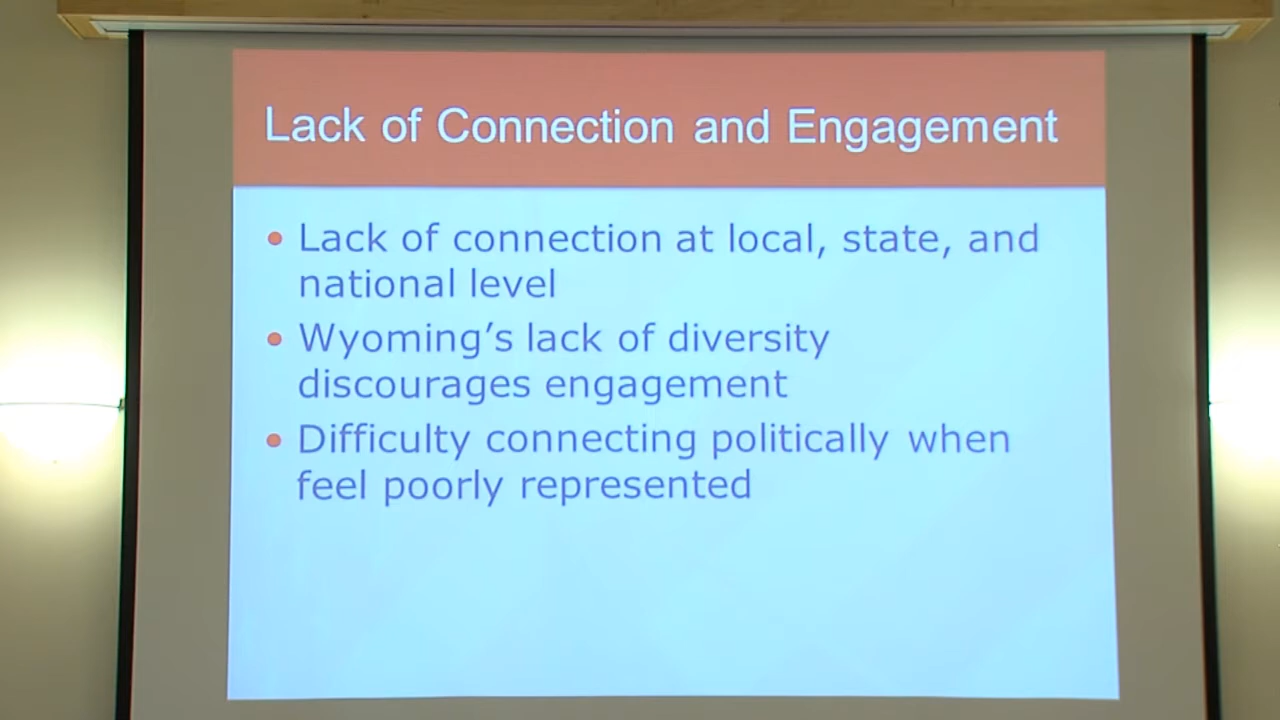 Lack of Connection and Engagement
• Lack of connection at local, state, and
national level
• Wyoming’s lack of diversity
discourages engagement
• Difficulty connecting politically when
feel poorly represented